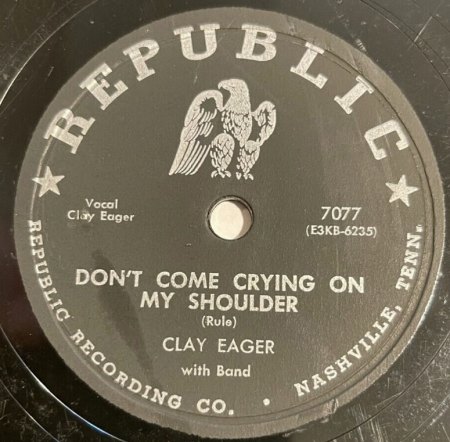 REPUBLIC
Vocal
Clay Eager
7077
(E3KB-6235)
DON'T COME CRYING ON
MY SHOULDER
(Rule)
CLAY EAGER
with Band
REPUBLIC RECORDING CO. • NASHVILLE, TENN.